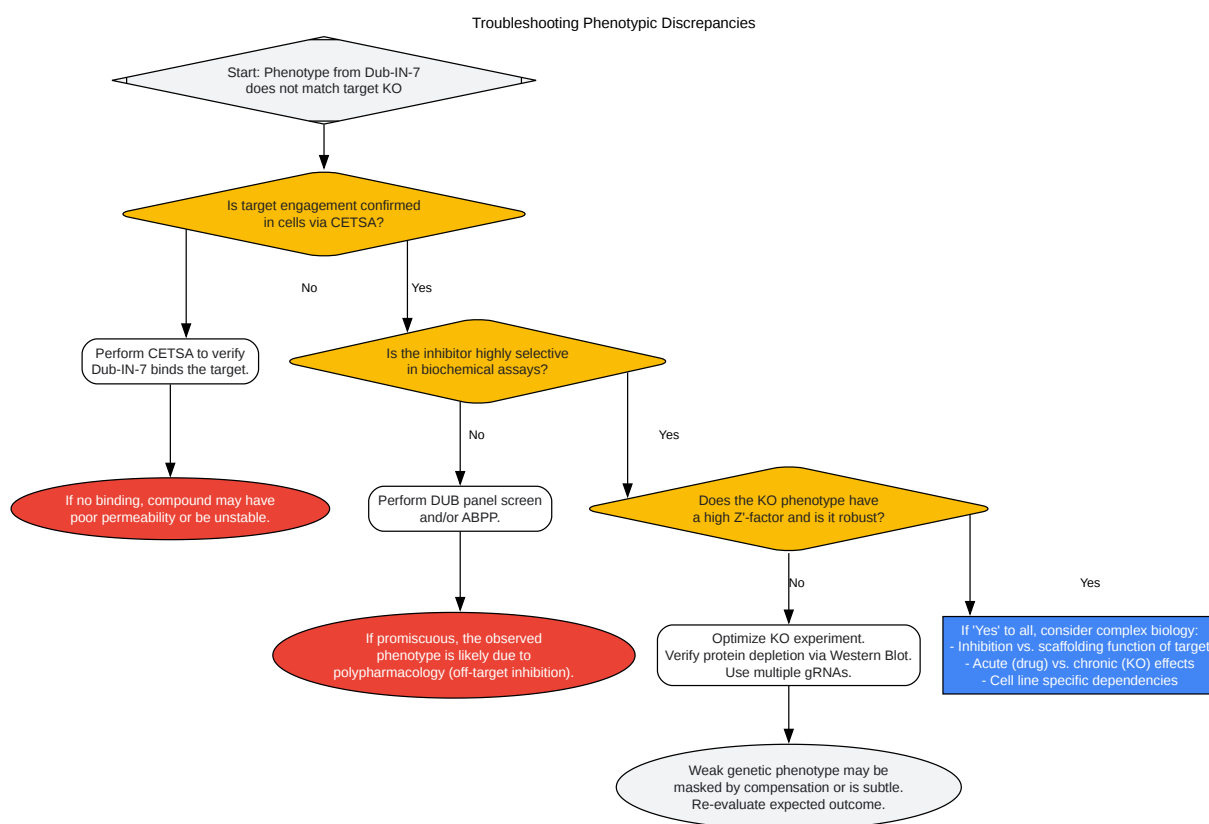 Troubleshooting Phenotypic Discrepancies
Start: Phenotype from Dub-IN-7
does not match target KO
Is target engagement confirmed
in cells via CETSA?
No
Yes
Perform CETSA to verify
Dub-IN-7 binds the target.
Is the inhibitor highly selective
in biochemical assays?
No
Yes
If no binding, compound may have
poor permeability or be unstable.
Perform DUB panel screen
and/or ABPP.
Does the KO phenotype have
a high Z'-factor and is it robust?
No
Yes
If promiscuous, the observed
phenotype is likely due to
polypharmacology (off-target inhibition).
Optimize KO experiment.
Verify protein depletion via Western Blot.
Use multiple gRNAs.
If 'Yes' to all, consider complex biology:
- Inhibition vs. scaffolding function of target
- Acute (drug) vs. chronic (KO) effects
- Cell line specific dependencies
Weak genetic phenotype may be
masked by compensation or is subtle.
Re-evaluate expected outcome.